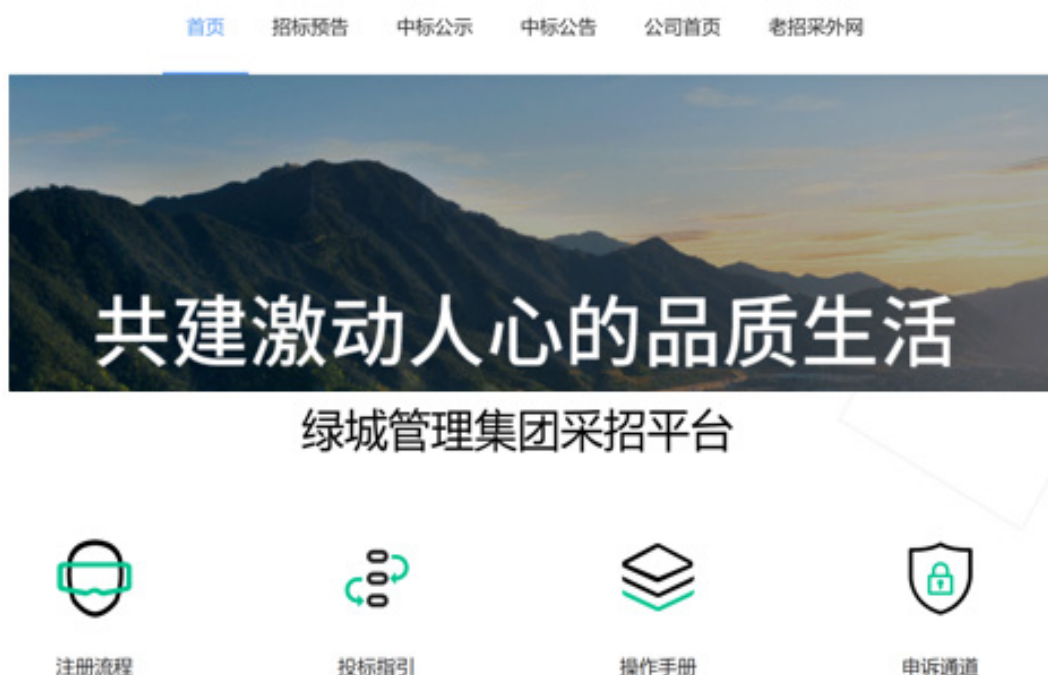 首页 招标预告 中标公示 中标公告 公司首页 老招采外网
共建激动人心的品质生活
绿城管理集团采招平台
注册流程 投标指引 操作手册 申诉通道